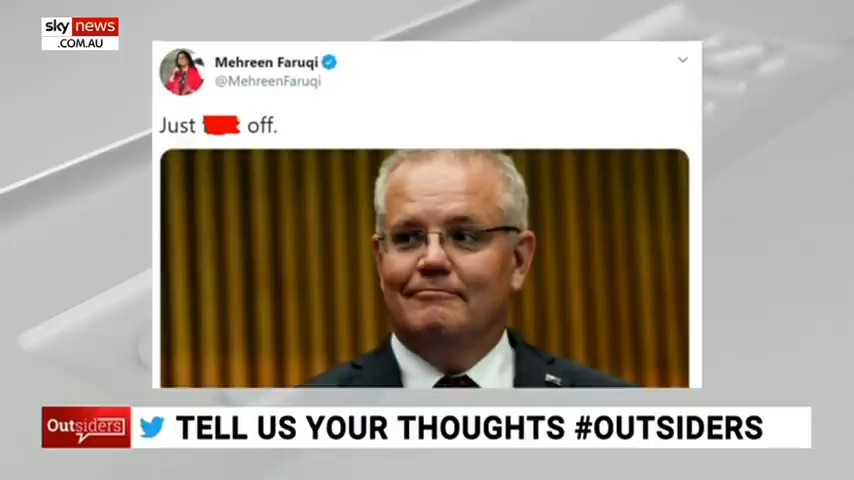 sky news
.COM.AU
Mehreen Faruqi
@MehreenFaruqi
Just off.
Outsiders
TELL US YOUR THOUGHTS #OUTSIDERS